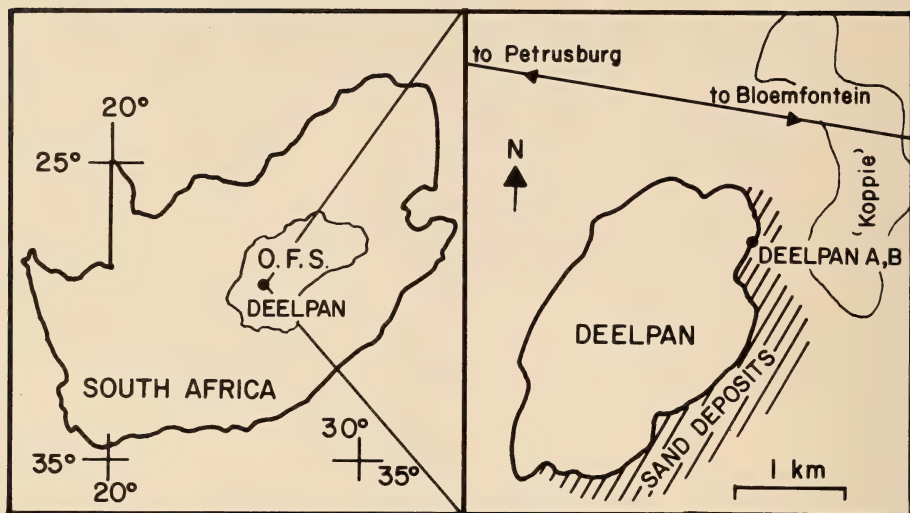 20°
25°
O.F.S.
DEELPAN
SOUTH AFRICA
30°
35°
20°
35°
to Petrusburg
to Bloemfontein
N
'Koppie'
DEELPAN A,B
DEELPAN
SAND DEPOSITS
1 km